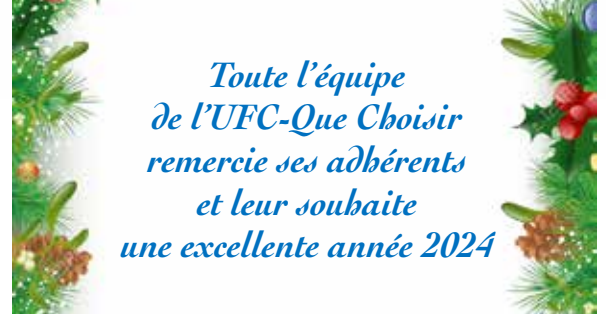 Toute l’équipe
de l’UFC-Que Choisir
remercie ses adhérents
et leur souhaite
une excellente année 2024